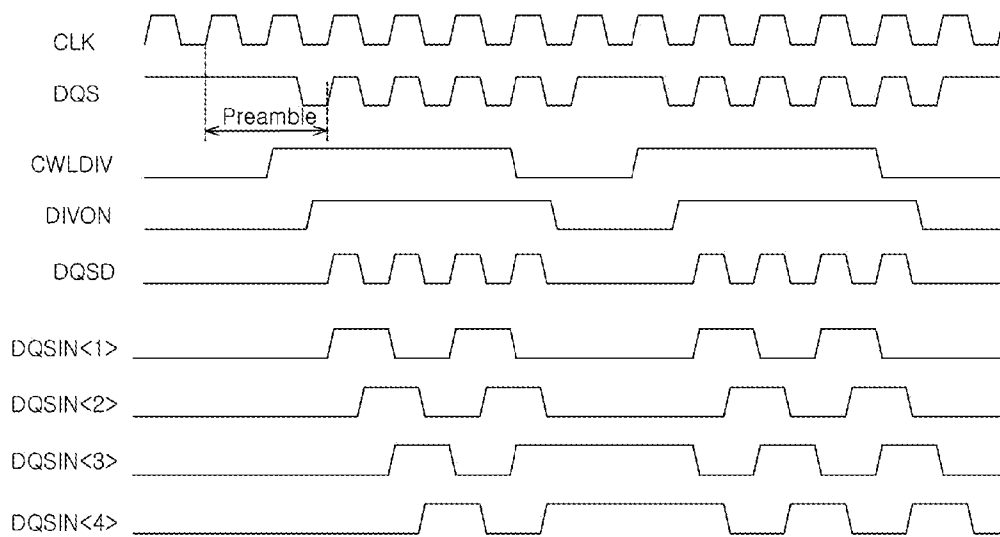 CLK
DQS
Preamble
CWLDIV
DIVON
DQSD
DQSIN<1>
DQSIN<2>
DQSIN<3>
DQSIN<4>